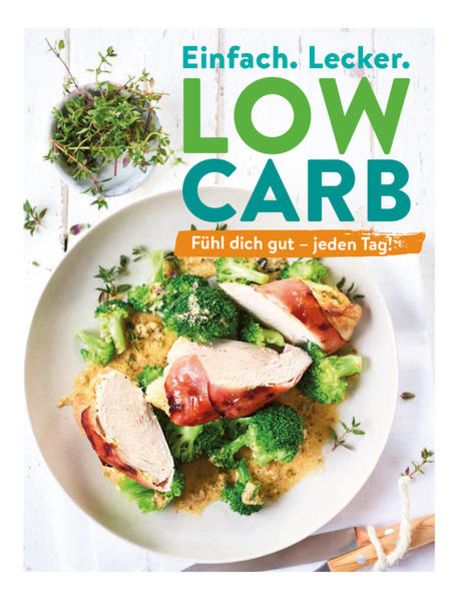 Einfach. Lecker.
LOW
CARB
Fühl dich gut – jeden Tag!